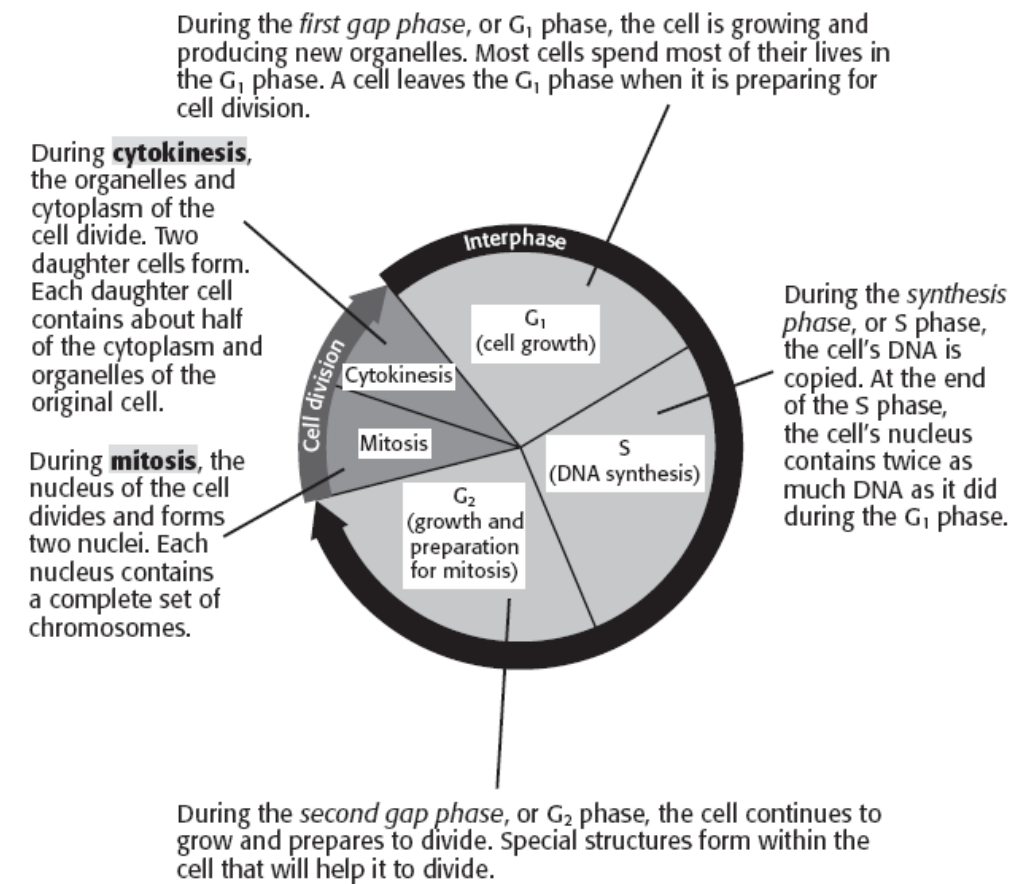 During the first gap phase, or G₁ phase, the cell is growing and
producing new organelles. Most cells spend most of their lives in
the G₁ phase. A cell leaves the G₁ phase when it is preparing for
cell division.
During cytokinesis,
the organelles and
cytoplasm of the
cell divide. Two
daughter cells form.
Each daughter cell
contains about half
of the cytoplasm and
organelles of the
original cell.
During mitosis, the
nucleus of the cell
divides and forms
two nuclei. Each
nucleus contains
a complete set of
chromosomes.
Interphase
Cell division
G₁
(cell growth)
Cytokinesis
Mitosis
S
(DNA synthesis)
G₂
(growth and
preparation
for mitosis)
During the synthesis
phase, or S phase,
the cell's DNA is
copied. At the end
of the S phase,
the cell's nucleus
contains twice as
much DNA as it did
during the G₁ phase.
During the second gap phase, or G₂ phase, the cell continues to
grow and prepares to divide. Special structures form within the
cell that will help it to divide.